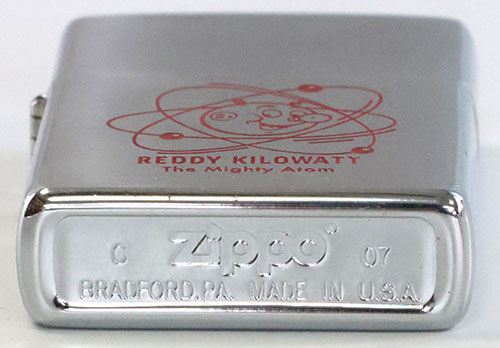 REDDY KILOWATT
The Mighty Atom
C Zippo® 07
BRADFORD, PA. MADE IN U.S.A.